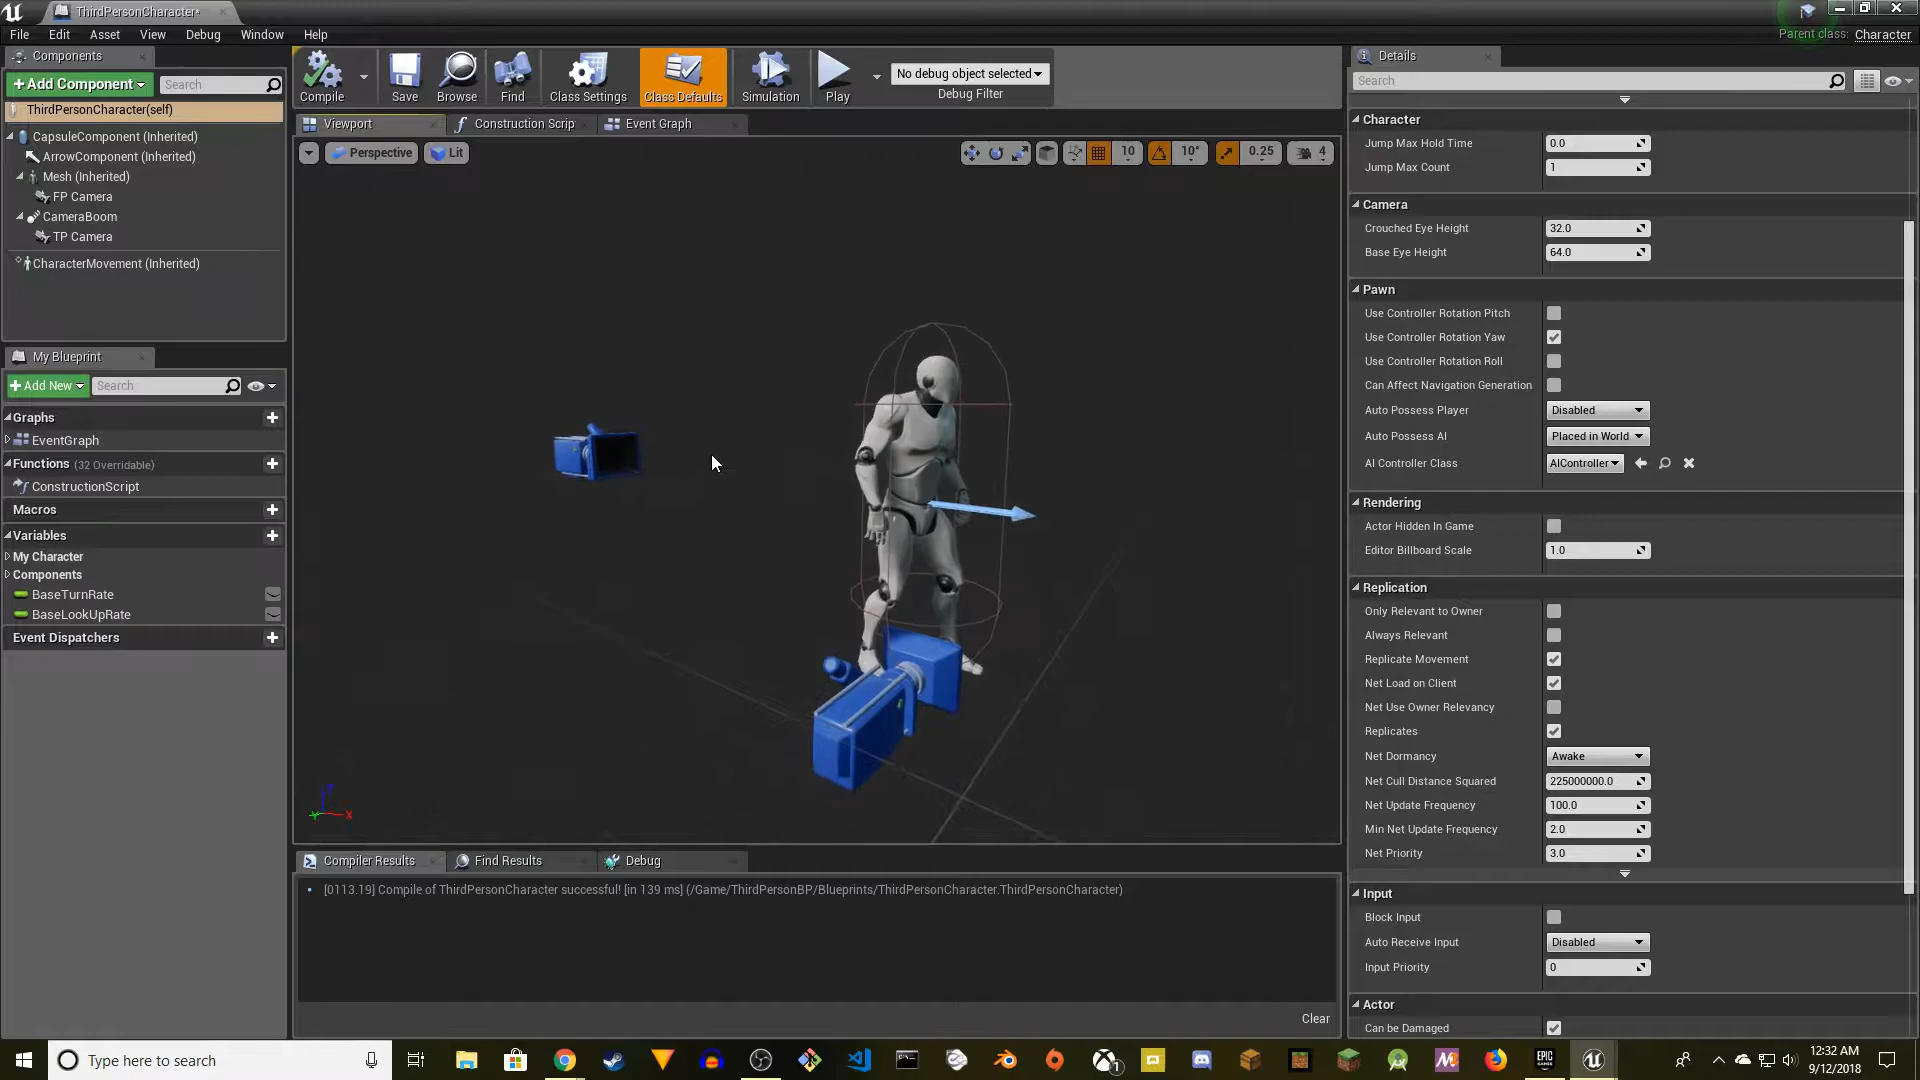 ThirdPersonCharacter*
File Edit Asset View Debug Window Help
Parent class: Character
Components
+Add Component
Search
ThirdPersonCharacter(self)
CapsuleComponent (Inherited)
ArrowComponent (Inherited)
Mesh (Inherited)
FP Camera
CameraBoom
TP Camera
CharacterMovement (Inherited)
My Blueprint
+Add New
Search
Graphs
EventGraph
Functions (32 Overridable)
ConstructionScript
Macros
Variables
My Character
Components
BaseTurnRate
BaseLookUpRate
Event Dispatchers
Compile Save Browse Find Class Settings Class Defaults Simulation Play
No debug object selected
Debug Filter
Viewport Construction Scrip Event Graph
Perspective Lit
10 10° 0.25 4
Z
Y X
Compiler Results Find Results Debug
[0113.19] Compile of ThirdPersonCharacter successful! [in 139 ms] (/Game/ThirdPersonBP/Blueprints/ThirdPersonCharacter.ThirdPersonCharacter)
Clear
Details
Search
Character
Jump Max Hold Time 0.0
Jump Max Count 1
Camera
Crouched Eye Height 32.0
Base Eye Height 64.0
Pawn
Use Controller Rotation Pitch
Use Controller Rotation Yaw
Use Controller Rotation Roll
Can Affect Navigation Generation
Auto Possess Player Disabled
Auto Possess AI Placed in World
AI Controller Class AIController
Rendering
Actor Hidden In Game
Editor Billboard Scale 1.0
Replication
Only Relevant to Owner
Always Relevant
Replicate Movement
Net Load on Client
Net Use Owner Relevancy
Replicates
Net Dormancy Awake
Net Cull Distance Squared 225000000.0
Net Update Frequency 100.0
Min Net Update Frequency 2.0
Net Priority 3.0
Input
Block Input
Auto Receive Input Disabled
Input Priority 0
Actor
Can be Damaged
Type here to search
1
EPIC GAMES
12:32 AM
9/12/2018